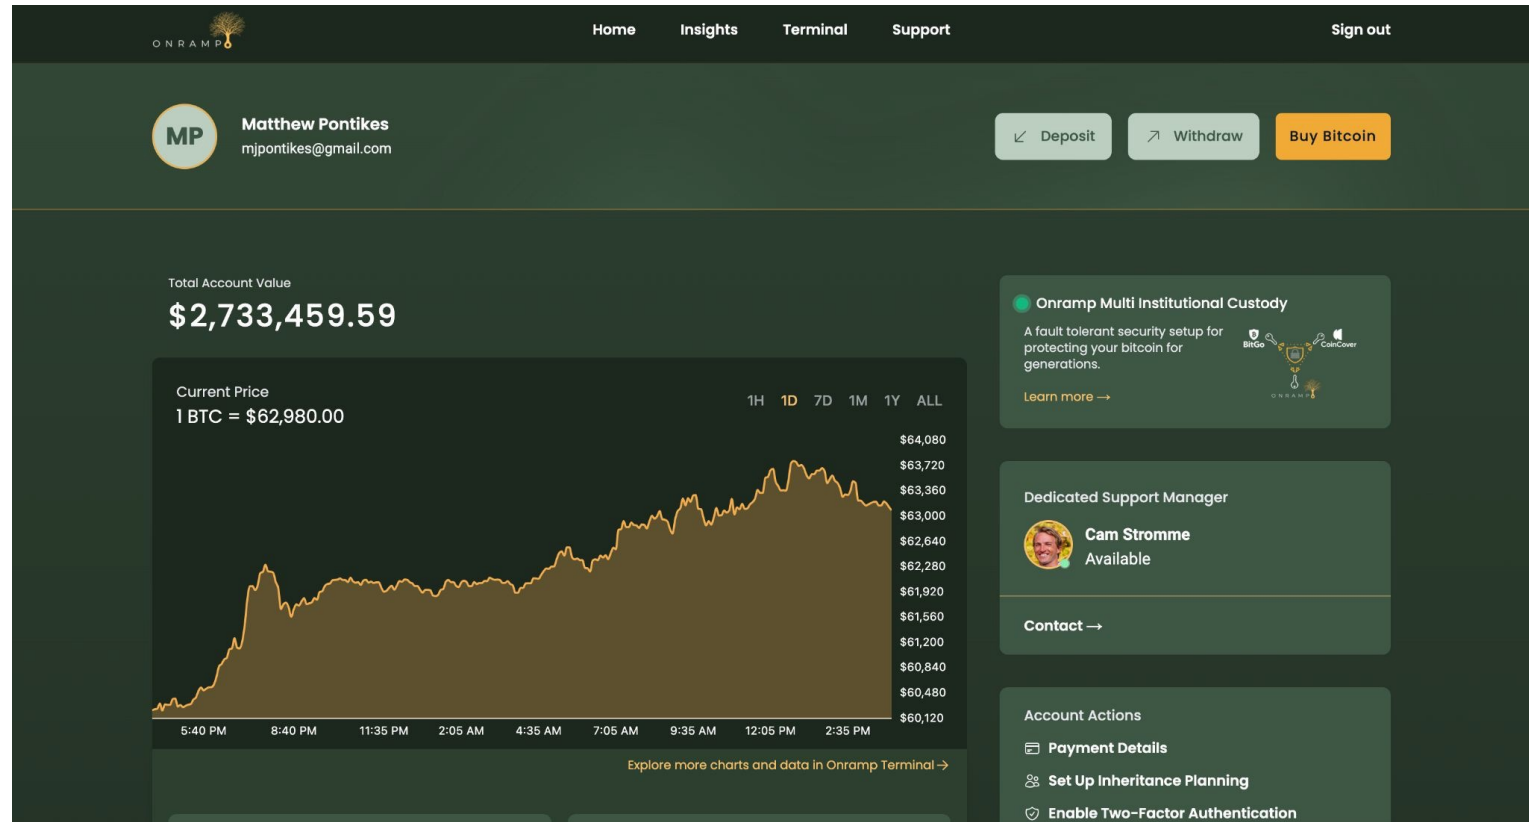 ONRAMP
Home
Insights
Terminal
Support
Sign out
MP
Matthew Pontikes
mjpontikes@gmail.com
Deposit
Withdraw
Buy Bitcoin
Total Account Value
$2,733,459.59
Current Price
1 BTC = $62,980.00
1H 1D 7D 1M 1Y ALL
$64,080
$63,720
$63,360
$63,000
$62,640
$62,280
$61,920
$61,560
$61,200
$60,840
$60,480
$60,120
5:40 PM 8:40 PM 11:35 PM 2:05 AM 4:35 AM 7:05 AM 9:35 AM 12:05 PM 2:35 PM
Explore more charts and data in Onramp Terminal →
Onramp Multi Institutional Custody
A fault tolerant security setup for
protecting your bitcoin for
generations.
Learn more →
BitGo
CoinCover
ONRAMP
Dedicated Support Manager
Cam Stromme
Available
Contact →
Account Actions
Payment Details
Set Up Inheritance Planning
Enable Two-Factor Authentication